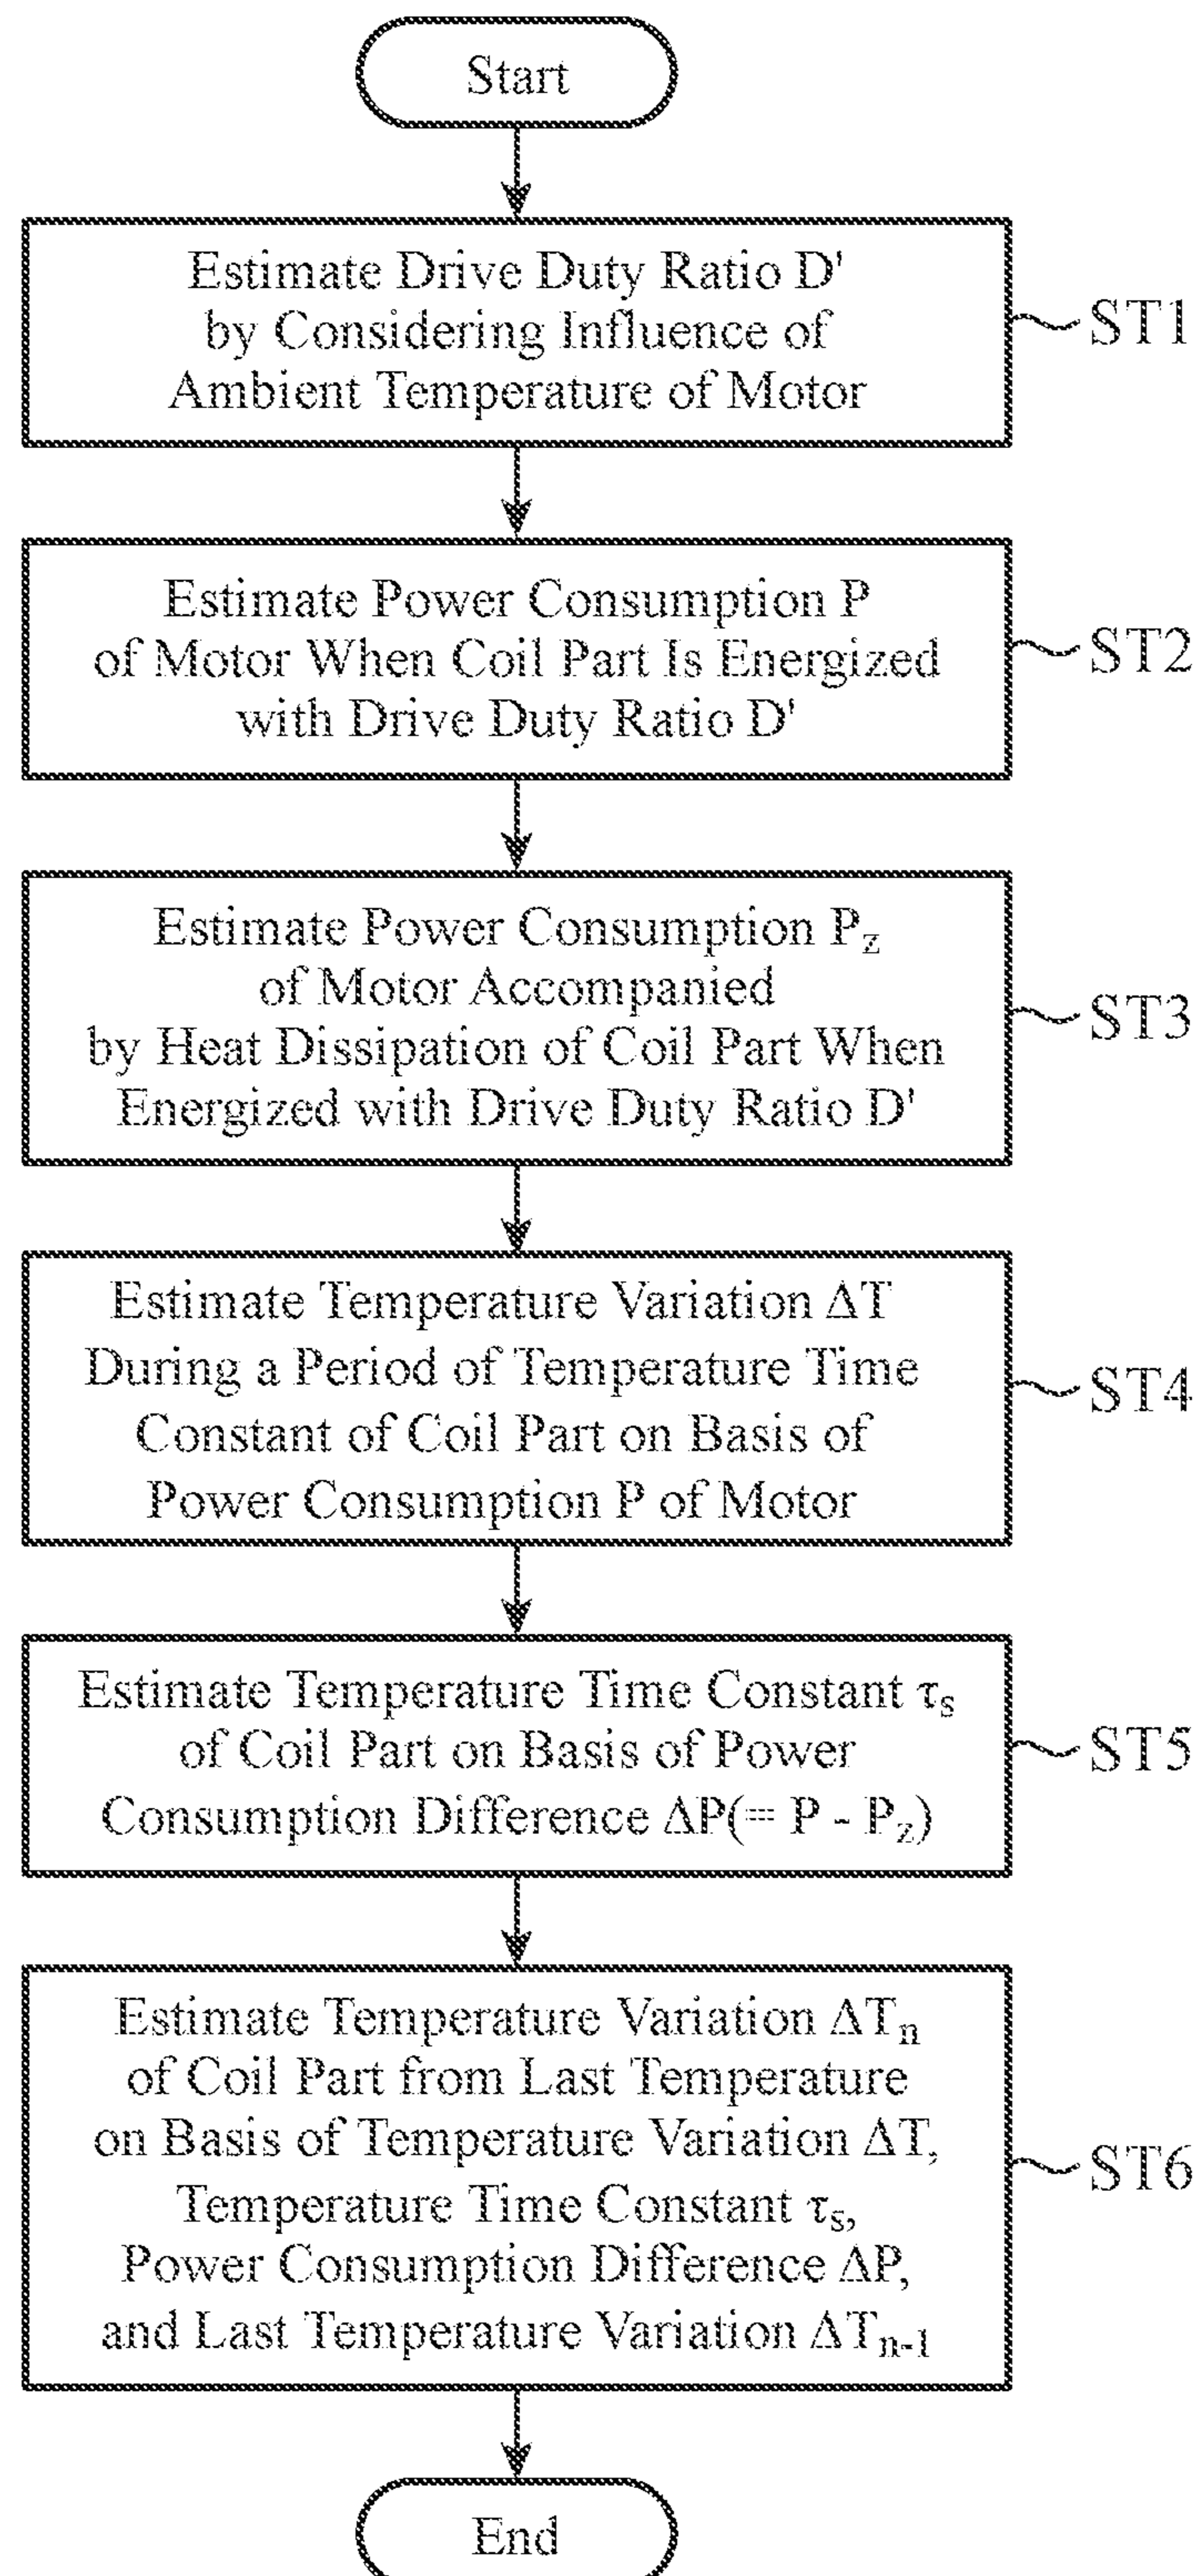 Start
Estimate Drive Duty Ratio D'
by Considering Influence of
Ambient Temperature of Motor
ST1
Estimate Power Consumption P
of Motor When Coil Part Is Energized
with Drive Duty Ratio D'
ST2
Estimate Power Consumption Pz
of Motor Accompanied
by Heat Dissipation of Coil Part When
Energized with Drive Duty Ratio D'
ST3
Estimate Temperature Variation ΔT
During a Period of Temperature Time
Constant of Coil Part on Basis of
Power Consumption P of Motor
ST4
Estimate Temperature Time Constant τs
of Coil Part on Basis of Power
Consumption Difference ΔP(= P - Pz)
ST5
Estimate Temperature Variation ΔTn
of Coil Part from Last Temperature
on Basis of Temperature Variation ΔT,
Temperature Time Constant τs,
Power Consumption Difference ΔP,
and Last Temperature Variation ΔTn-1
ST6
End